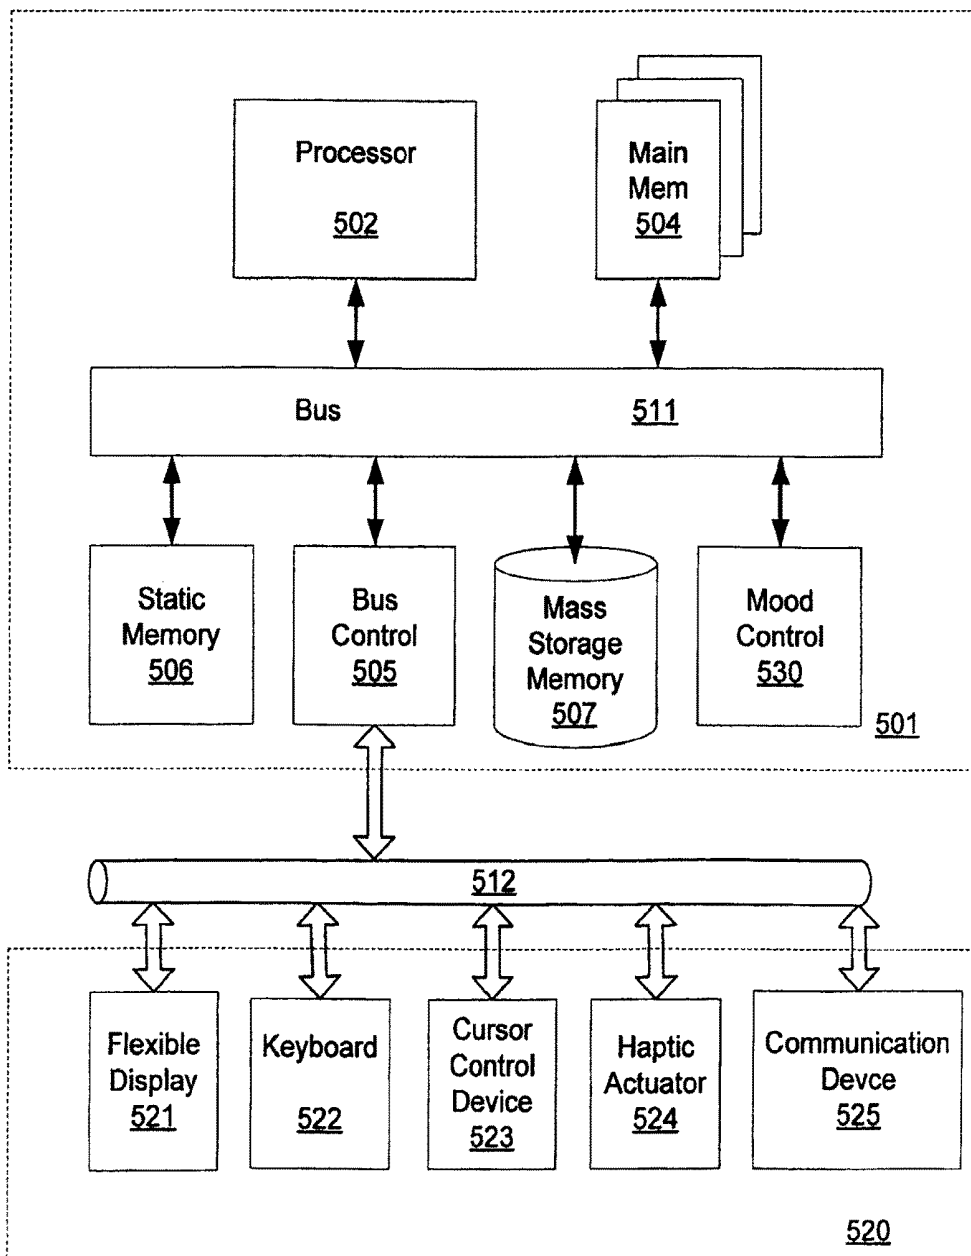 Processor
502
Main
Mem
504
Bus 511
Static
Memory
506
Bus
Control
505
Mass
Storage
Memory
507
Mood
Control
530
501
512
Flexible
Display
521
Keyboard
522
Cursor
Control
Device
523
Haptic
Actuator
524
Communication
Devce
525
520